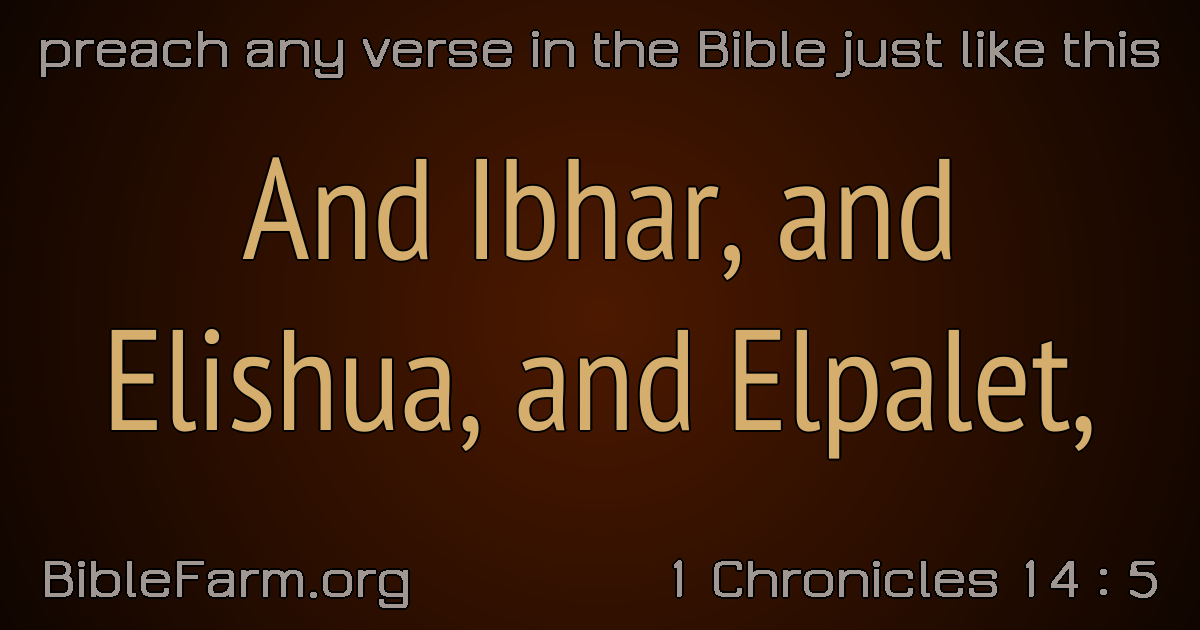 preach any verse in the Bible just like this
And Ibhar, and
Elishua, and Elpalet,
BibleFarm.org
1 Chronicles 14 : 5